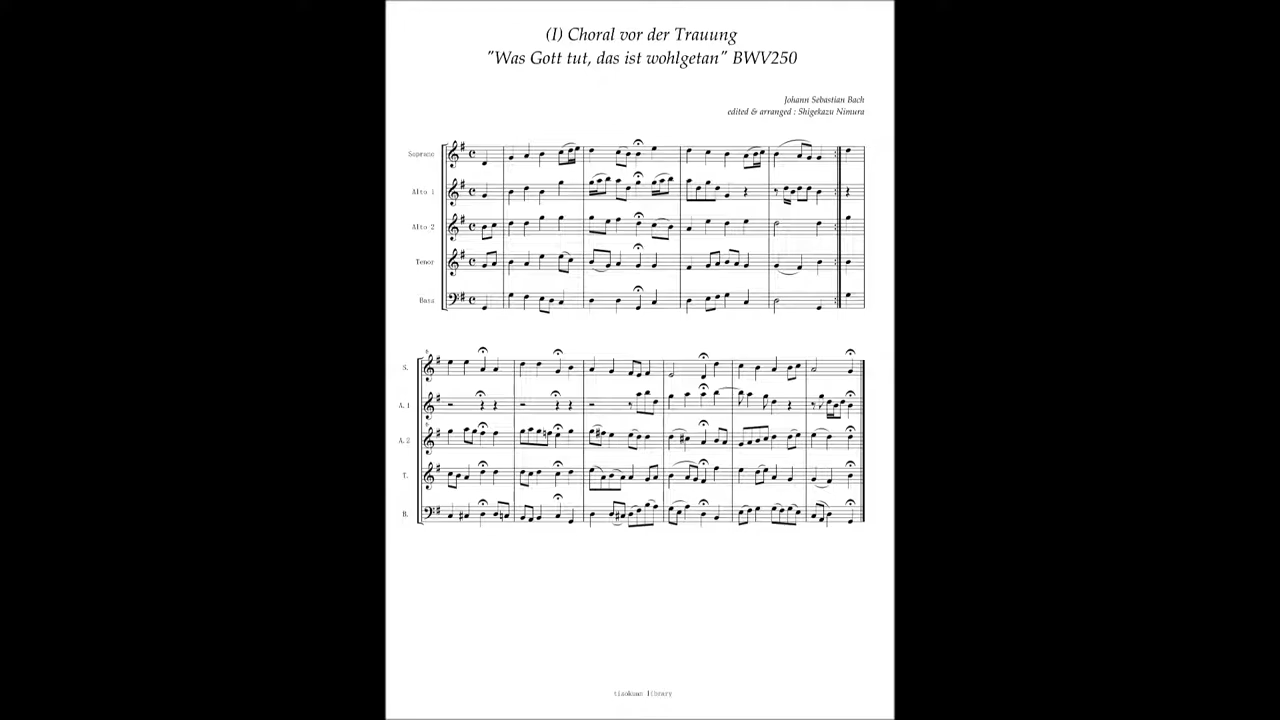 (I) Choral vor der Trauung
"Was Gott tut, das ist wohlgetan" BWV250
Johann Sebastian Bach
edited & arranged : Shigekazu Nimura
Soprano
Alto 1
Alto 2
Tenor
Bass
S.
A. 1
A. 2
T.
B.
library